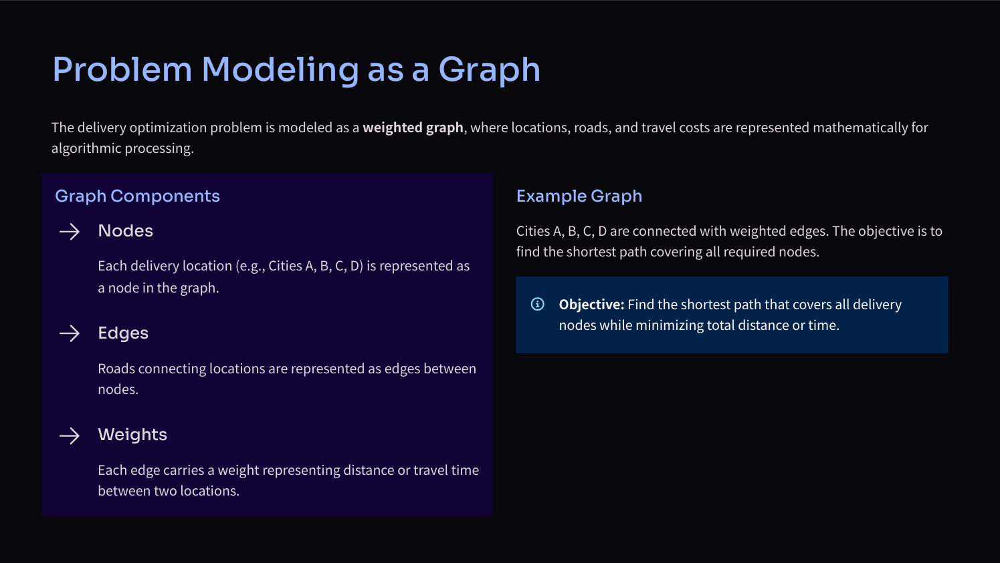 Problem Modeling as a Graph
The delivery optimization problem is modeled as a weighted graph, where locations, roads, and travel costs are represented mathematically for
algorithmic processing.
Graph Components
Nodes
Each delivery location (e.g., Cities A, B, C, D) is represented as
a node in the graph.
Edges
Roads connecting locations are represented as edges between
nodes.
Weights
Each edge carries a weight representing distance or travel time
between two locations.
Example Graph
Cities A, B, C, D are connected with weighted edges. The objective is to
find the shortest path covering all required nodes.
Objective: Find the shortest path that covers all delivery
nodes while minimizing total distance or time.